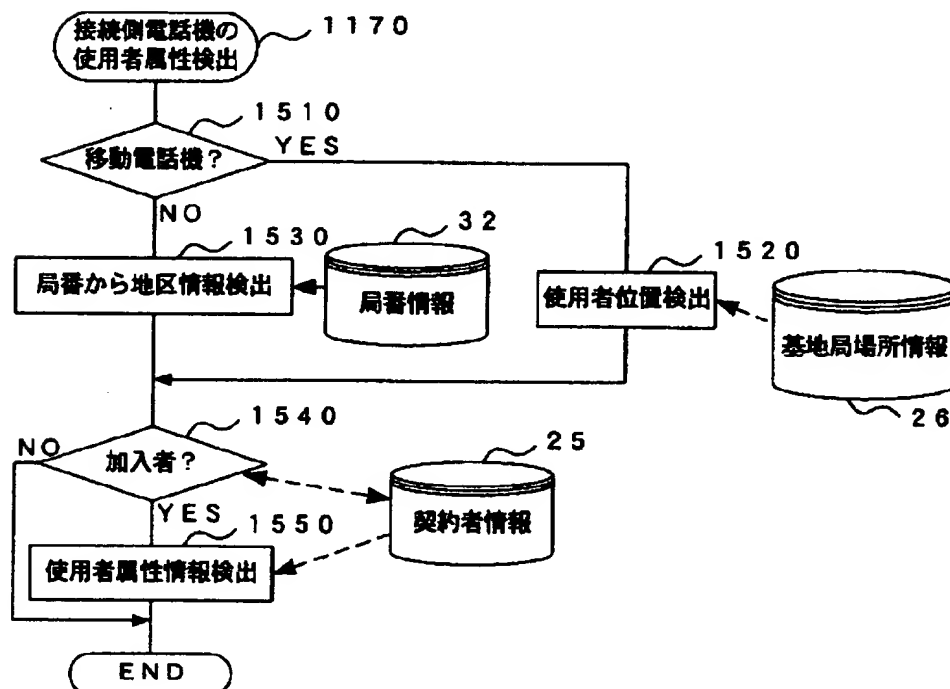 接続側電話機の
使用者属性検出
1170
1510
移動電話機?
YES
NO
1530
局番から地区情報検出
32
局番情報
1520
使用者位置検出
基地局場所情報
26
1540
NO
加入者?
YES
25
契約者情報
1550
使用者属性情報検出
END